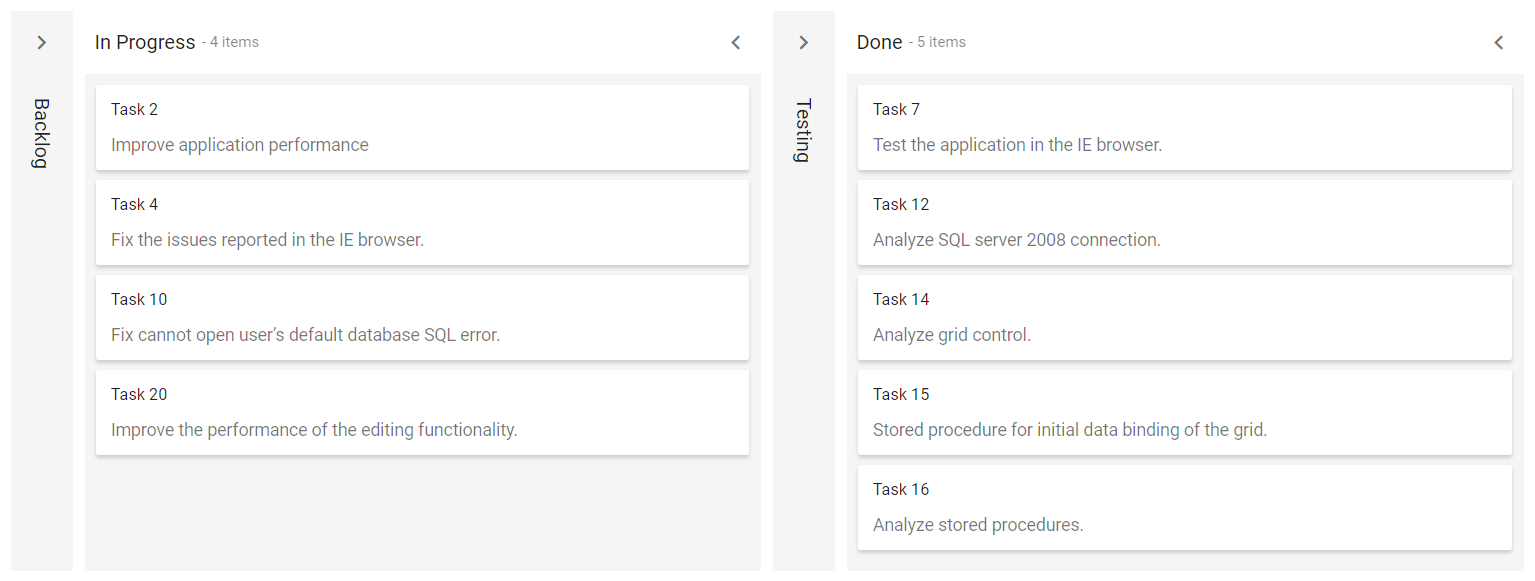 Backlog
In Progress - 4 items
Task 2
Improve application performance
Task 4
Fix the issues reported in the IE browser.
Task 10
Fix cannot open user’s default database SQL error.
Task 20
Improve the performance of the editing functionality.
Testing
Done - 5 items
Task 7
Test the application in the IE browser.
Task 12
Analyze SQL server 2008 connection.
Task 14
Analyze grid control.
Task 15
Stored procedure for initial data binding of the grid.
Task 16
Analyze stored procedures.